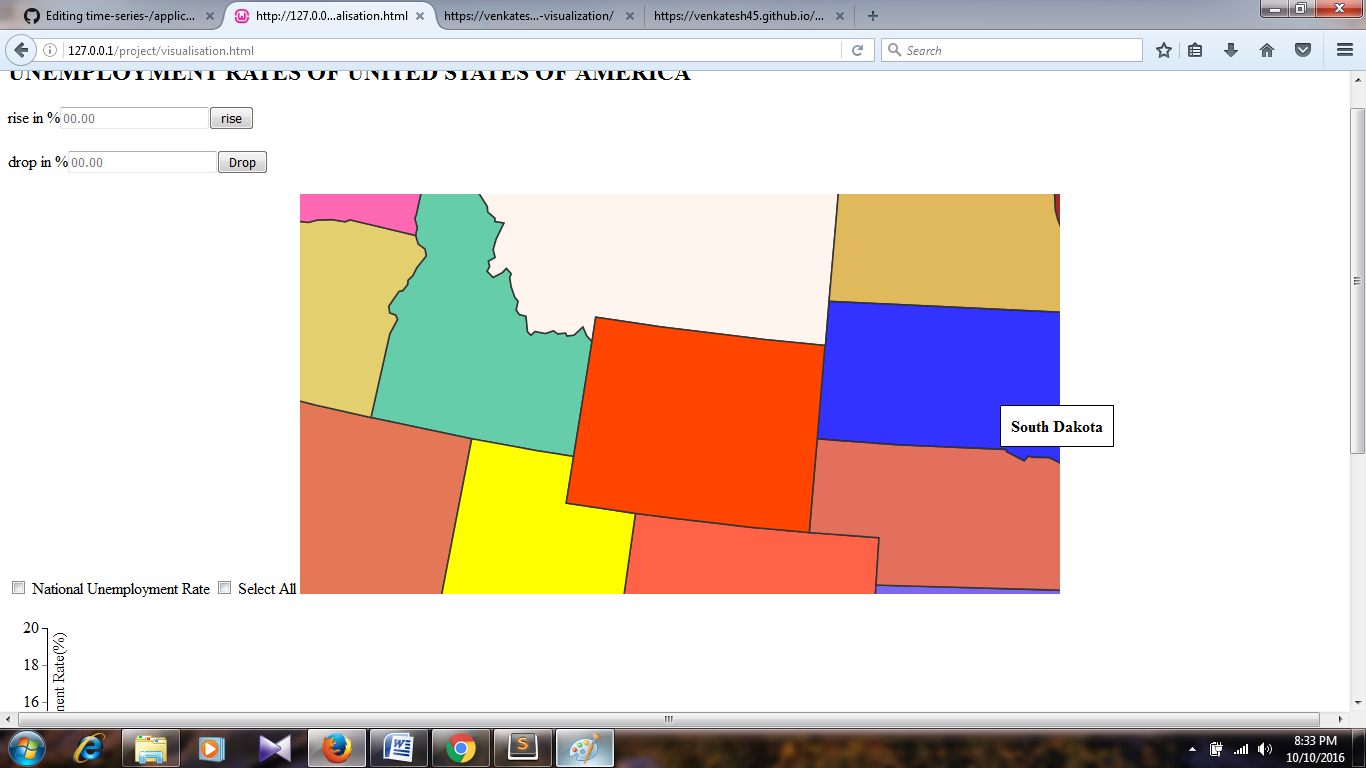 Editing time-series-/applic... http://127.0.0...alisation.html https://venkates...-visualization/ https://venkatesh45.github.io/...
127.0.0.1/project/visualisation.html Search
UNEMPLOYMENT RATES OF UNITED STATES OF AMERICA
rise in % 00.00 rise
drop in % 00.00 Drop
South Dakota
National Unemployment Rate Select All
20
18
16
ment Rate(%)
8:33 PM
10/10/2016